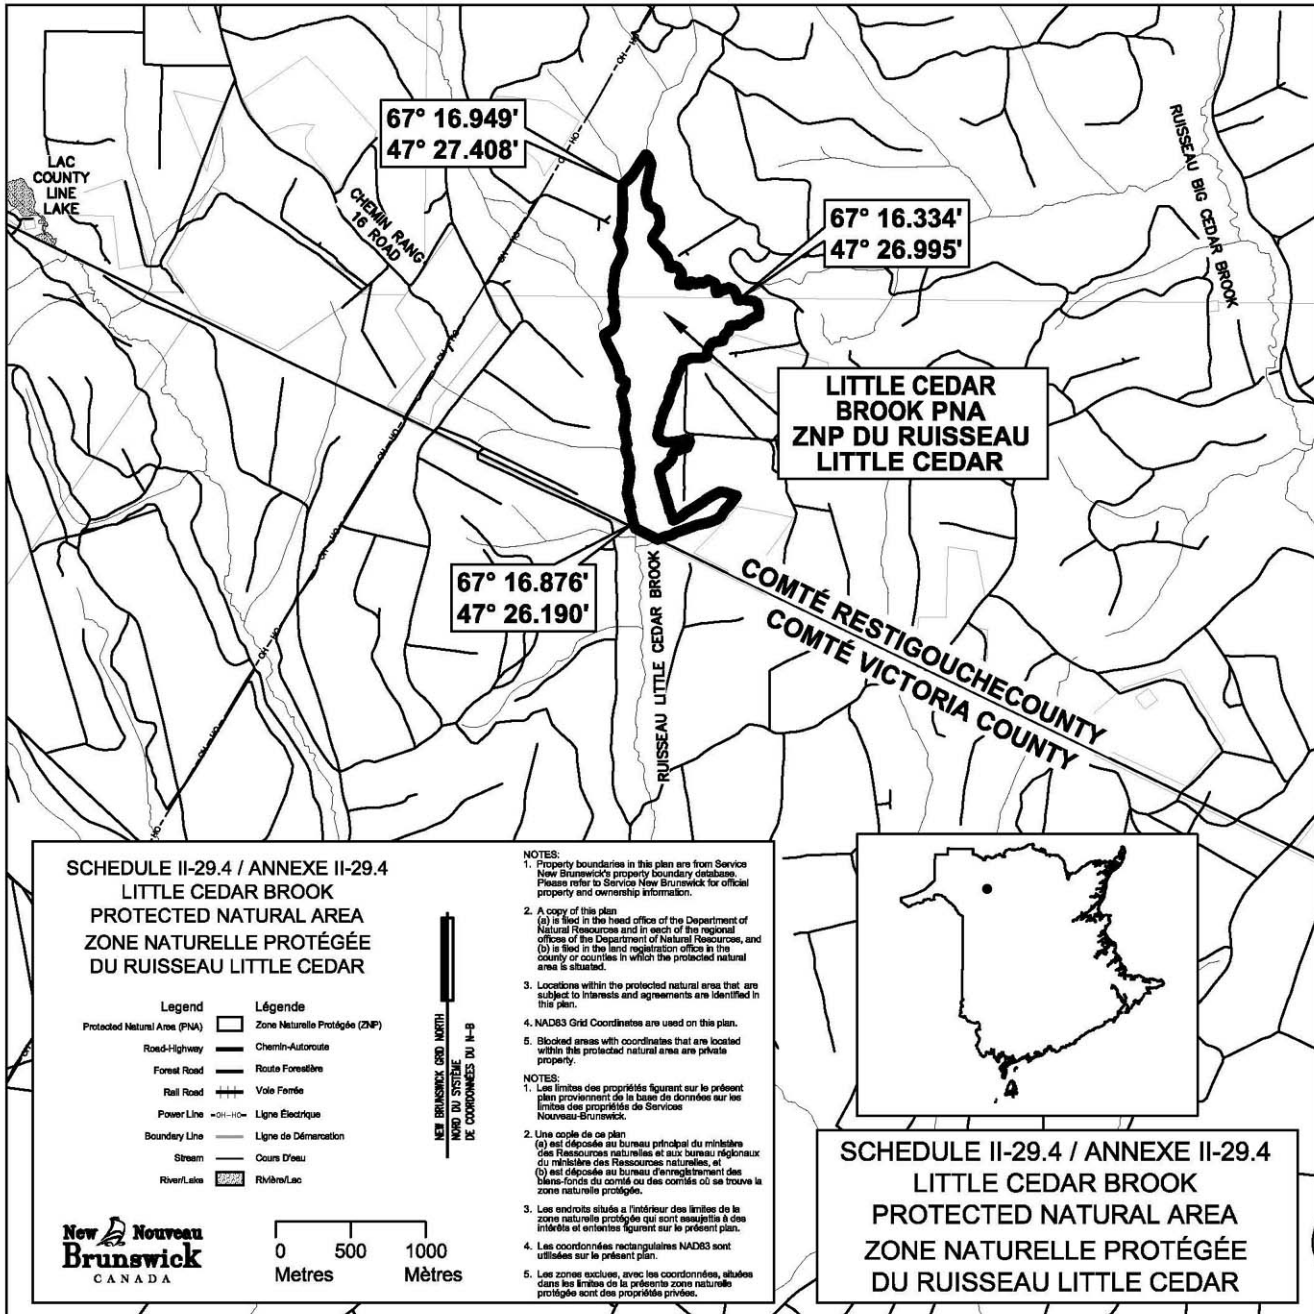 67° 16.949'
47° 27.408'
LAC
COUNTY
LINE
LAKE
CHEMIN RANG
16 ROAD
RUISSEAU BIG CEDAR BROOK
67° 16.334'
47° 26.995'
LITTLE CEDAR
BROOK PNA
ZNP DU RUISSEAU
LITTLE CEDAR
67° 16.876'
47° 26.190'
RUISSEAU LITTLE CEDAR BROOK
COMTÉ RESTIGOUCHECOUNTY
COMTÉ VICTORIA COUNTY
SCHEDULE II-29.4 / ANNEXE II-29.4
LITTLE CEDAR BROOK
PROTECTED NATURAL AREA
ZONE NATURELLE PROTÉGÉE
DU RUISSEAU LITTLE CEDAR
Legend Légende
Protected Natural Area (PNA) Zone Naturelle Protégée (ZNP)
Road-Highway Chemin-Autoroute
Forest Road Route Forestière
Rail Road Voie Ferrée
Power Line -OH-HO- Ligne Électrique
Boundary Line Ligne de Démarcation
Stream Cours D'eau
River/Lake Rivière/Lac
NEW BRUNSWICK GRID NORTH
NORD DU SYSTÈME
DE COORDONNÉES DU N-B
New Nouveau
Brunswick
CANADA
0 500 1000
Metres Mètres
NOTES:
1. Property boundaries in this plan are from Service
New Brunswick's property boundary database.
Please refer to Service New Brunswick for official
property and ownership information.
2. A copy of this plan
(a) is filed in the head office of the Department of
Natural Resources and in each of the regional
offices of the Department of Natural Resources, and
(b) is filed in the land registration office in the
county or counties in which the protected natural
area is situated.
3. Locations within the protected natural area that are
subject to interests and agreements are identified in
this plan.
4. NAD83 Grid Coordinates are used on this plan.
5. Blocked areas with coordinates that are located
within this protected natural area are private
property.
NOTES:
1. Les limites des propriétés figurant sur le présent
plan proviennent de la base de données sur les
limites des propriétés de Services
Nouveau-Brunswick.
2. Une copie de ce plan
(a) est déposée au bureau principal du ministère
des Ressources naturelles et aux bureau régionaux
du ministère des Ressources naturelles, et
(b) est déposée au bureau d'enregistrement des
biens-fonds du comté ou des comtés où se trouve la
zone naturelle protégée.
3. Les endroits situés a l'intérieur des limites de la
zone naturelle protégée qui sont assujettis à des
intérêts et ententes figurent sur le présent plan.
4. Les coordonnées rectangulaires NAD83 sont
utilisées sur le présent plan.
5. Les zones exclues, avec les coordonnées, situées
dans les limites de la présente zone naturelle
protégée sont des propriétés privées.
SCHEDULE II-29.4 / ANNEXE II-29.4
LITTLE CEDAR BROOK
PROTECTED NATURAL AREA
ZONE NATURELLE PROTÉGÉE
DU RUISSEAU LITTLE CEDAR